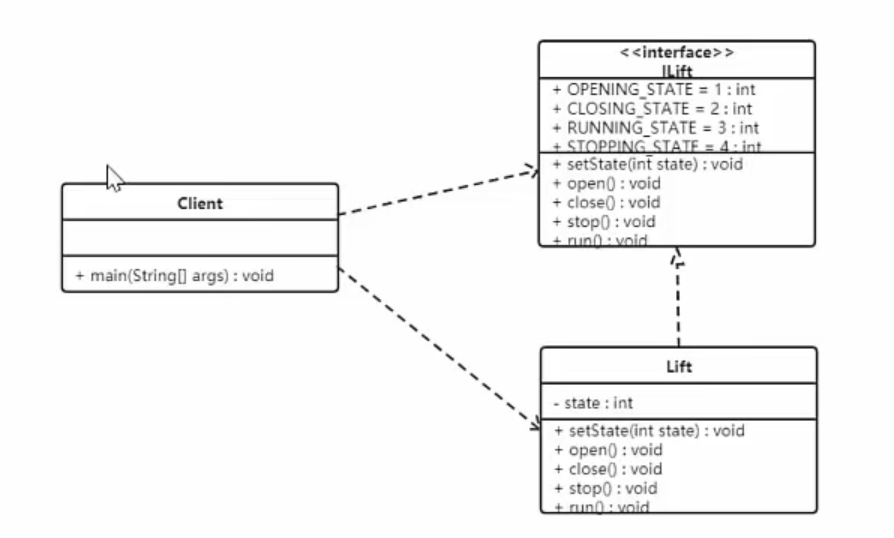 Client
+ main(String[] args) : void
<<interface>>
ILift
+ OPENING_STATE = 1 : int
+ CLOSING_STATE = 2 : int
+ RUNNING_STATE = 3 : int
+ STOPPING_STATE = 4 : int
+ setState(int state) : void
+ open() : void
+ close() : void
+ stop() : void
+ run() : void
Lift
- state : int
+ setState(int state) : void
+ open() : void
+ close() : void
+ stop() : void
+ run() : void